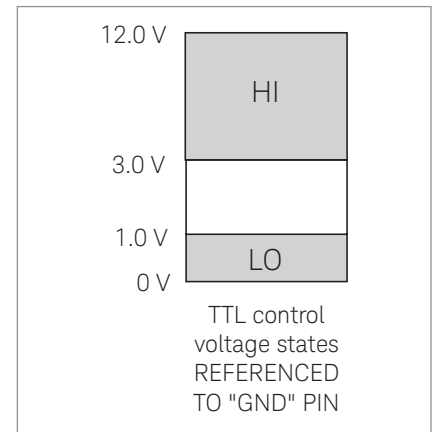 12.0 V
HI
3.0 V
1.0 V
LO
0 V
TTL control
voltage states
REFERENCED
TO "GND" PIN